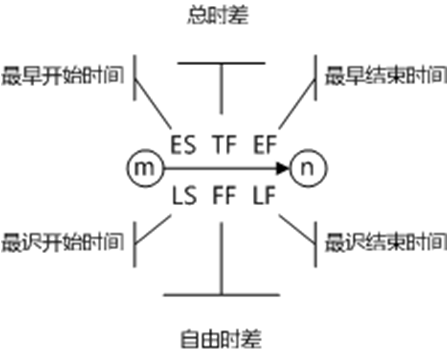 总时差
最早开始时间 最早结束时间
ES TF EF
m n
LS FF LF
最迟开始时间 最迟结束时间
自由时差